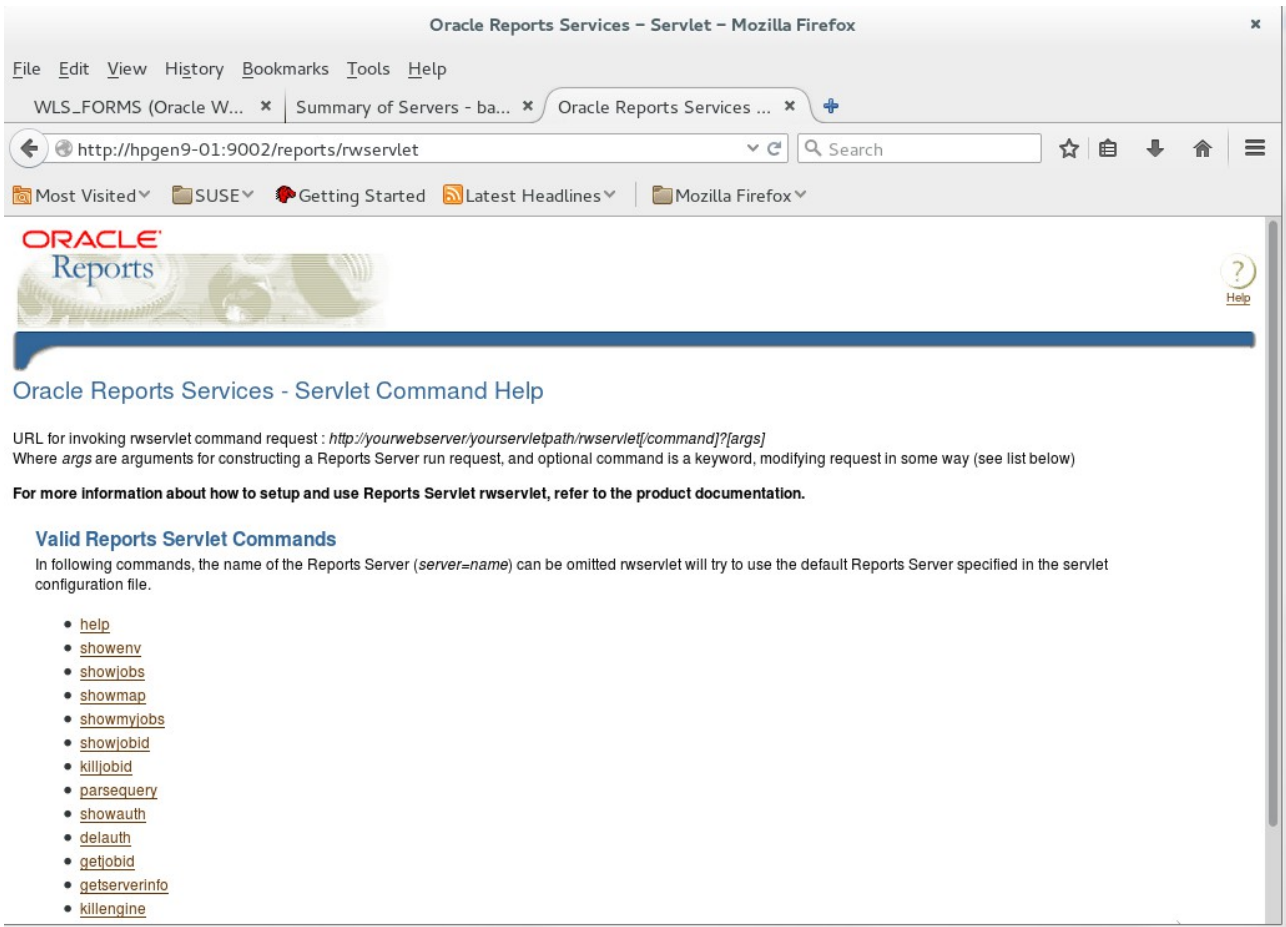 Oracle Reports Services – Servlet – Mozilla Firefox
File Edit View History Bookmarks Tools Help
WLS_FORMS (Oracle W... Summary of Servers - ba... Oracle Reports Services ...
http://hpgen9-01:9002/reports/rwservlet Search
Most Visited SUSE Getting Started Latest Headlines Mozilla Firefox
ORACLE
Reports
Help
Oracle Reports Services - Servlet Command Help
URL for invoking rwservlet command request : http://yourwebserver/yourservletpath/rwservlet[/command]?[args]
Where args are arguments for constructing a Reports Server run request, and optional command is a keyword, modifying request in some way (see list below)
For more information about how to setup and use Reports Servlet rwservlet, refer to the product documentation.
Valid Reports Servlet Commands
In following commands, the name of the Reports Server (server=name) can be omitted rwservlet will try to use the default Reports Server specified in the servlet
configuration file.
help
showenv
showjobs
showmap
showmyjobs
showjobid
killjobid
parsequery
showauth
delauth
getjobid
getserverinfo
killengine